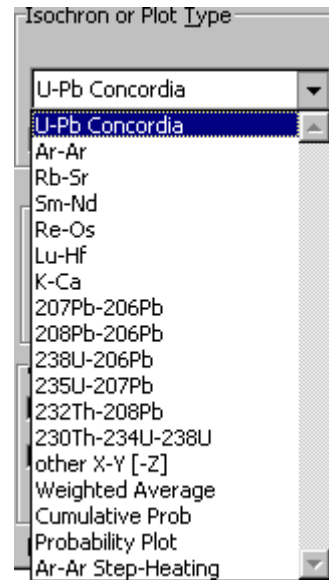 Isochron or Plot Type
U-Pb Concordia
U-Pb Concordia
Ar-Ar
Rb-Sr
Sm-Nd
Re-Os
Lu-Hf
K-Ca
207Pb-206Pb
208Pb-206Pb
238U-206Pb
235U-207Pb
232Th-208Pb
230Th-234U-238U
other X-Y [-Z]
Weighted Average
Cumulative Prob
Probability Plot
Ar-Ar Step-Heating